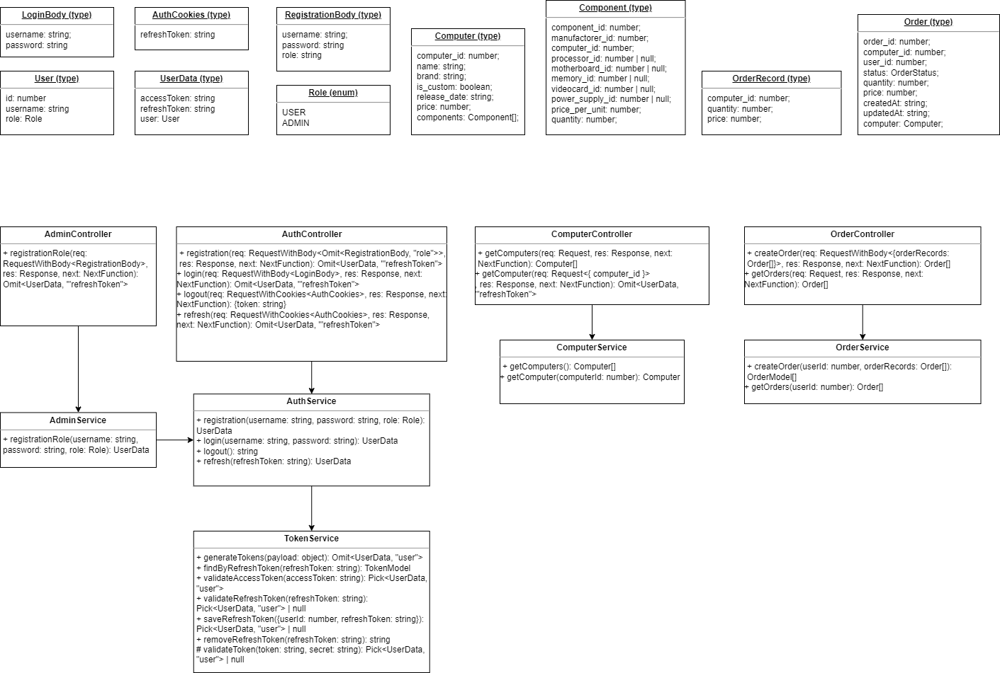 LoginBody (type)
username: string;
password: string
AuthCookies (type)
refreshToken: string
RegistrationBody (type)
username: string;
password: string
role: string
Computer (type)
computer_id: number;
name: string;
brand: string;
is_custom: boolean;
release_date: string;
price: number;
components: Component[];
Component (type)
component_id: number;
manufactorer_id: number;
computer_id: number;
processor_id: number | null;
motherboard_id: number | null;
memory_id: number | null;
videocard_id: number | null;
power_supply_id: number | null;
price_per_unit: number;
quantity: number;
Order (type)
order_id: number;
computer_id: number;
user_id: number;
status: OrderStatus;
quantity: number;
price: number;
createdAt: string;
updatedAt: string;
computer: Computer;
User (type)
id: number
username: string
role: Role
UserData (type)
accessToken: string
refreshToken: string
user: User
Role (enum)
USER
ADMIN
OrderRecord (type)
computer_id: number;
quantity: number;
price: number;
AdminController
+ registrationRole(req:
RequestWithBody<RegistrationBody>,
res: Response, next: NextFunction):
Omit<UserData, "'refreshToken">
AuthController
+ registration(req: RequestWithBody<Omit<RegistrationBody, "role">>,
res: Response, next: NextFunction): Omit<UserData, "'refreshToken">
+ login(req: RequestWithBody<LoginBody>, res: Response, next:
NextFunction): Omit<UserData, "'refreshToken">
+ logout(req: RequestWithCookies<AuthCookies>, res: Response, next:
NextFunction): {token: string}
+ refresh(req: RequestWithCookies<AuthCookies>, res: Response,
next: NextFunction): Omit<UserData, "'refreshToken">
ComputerController
+ getComputers(req: Request, res: Response, next:
NextFunction): Computer[]
+ getComputer(req: Request<{ computer_id }>
, res: Response, next: NextFunction): Omit<UserData,
"'refreshToken">
OrderController
+ createOrder(req: RequestWithBody<{orderRecords:
Order[]}>, res: Response, next: NextFunction): Order[]
+ getOrders(req: Request, res: Response, next:
NextFunction): Order[]
ComputerService
+ getComputers(): Computer[]
+ getComputer(computerId: number): Computer
OrderService
+ createOrder(userId: number, orderRecords: Order[]):
OrderModel[]
+ getOrders(userId: number): Order[]
AdminService
+ registrationRole(username: string,
password: string, role: Role): UserData
AuthService
+ registration(username: string, password: string, role: Role):
UserData
+ login(username: string, password: string): UserData
+ logout(): string
+ refresh(refreshToken: string): UserData
TokenService
+ generateTokens(payload: object): Omit<UserData, "user">
+ findByRefreshToken(refreshToken: string): TokenModel
+ validateAccessToken(accessToken: string): Pick<UserData,
"user">
+ validateRefreshToken(refreshToken: string):
Pick<UserData, "user"> | null
+ saveRefreshToken({userId: number, refreshToken: string}):
Pick<UserData, "user"> | null
+ removeRefreshToken(refreshToken: string): string
# validateToken(token: string, secret: string): Pick<UserData,
"user"> | null